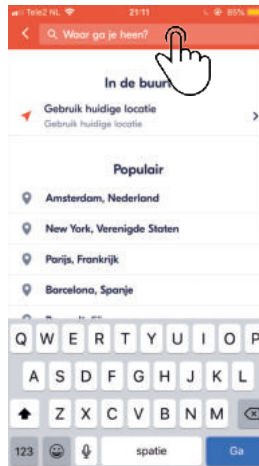 Tele2 NL 21:11 85%
Waar ga je heen?
In de buurt
Gebruik huidige locatie
Gebruik huidige locatie
Populair
Amsterdam, Nederland
New York, Verenigde Staten
Parijs, Frankrijk
Barcelona, Spanje
Q W E R T Y U I O P
A S D F G H J K L
Z X C V B N M
123 spatie Ga